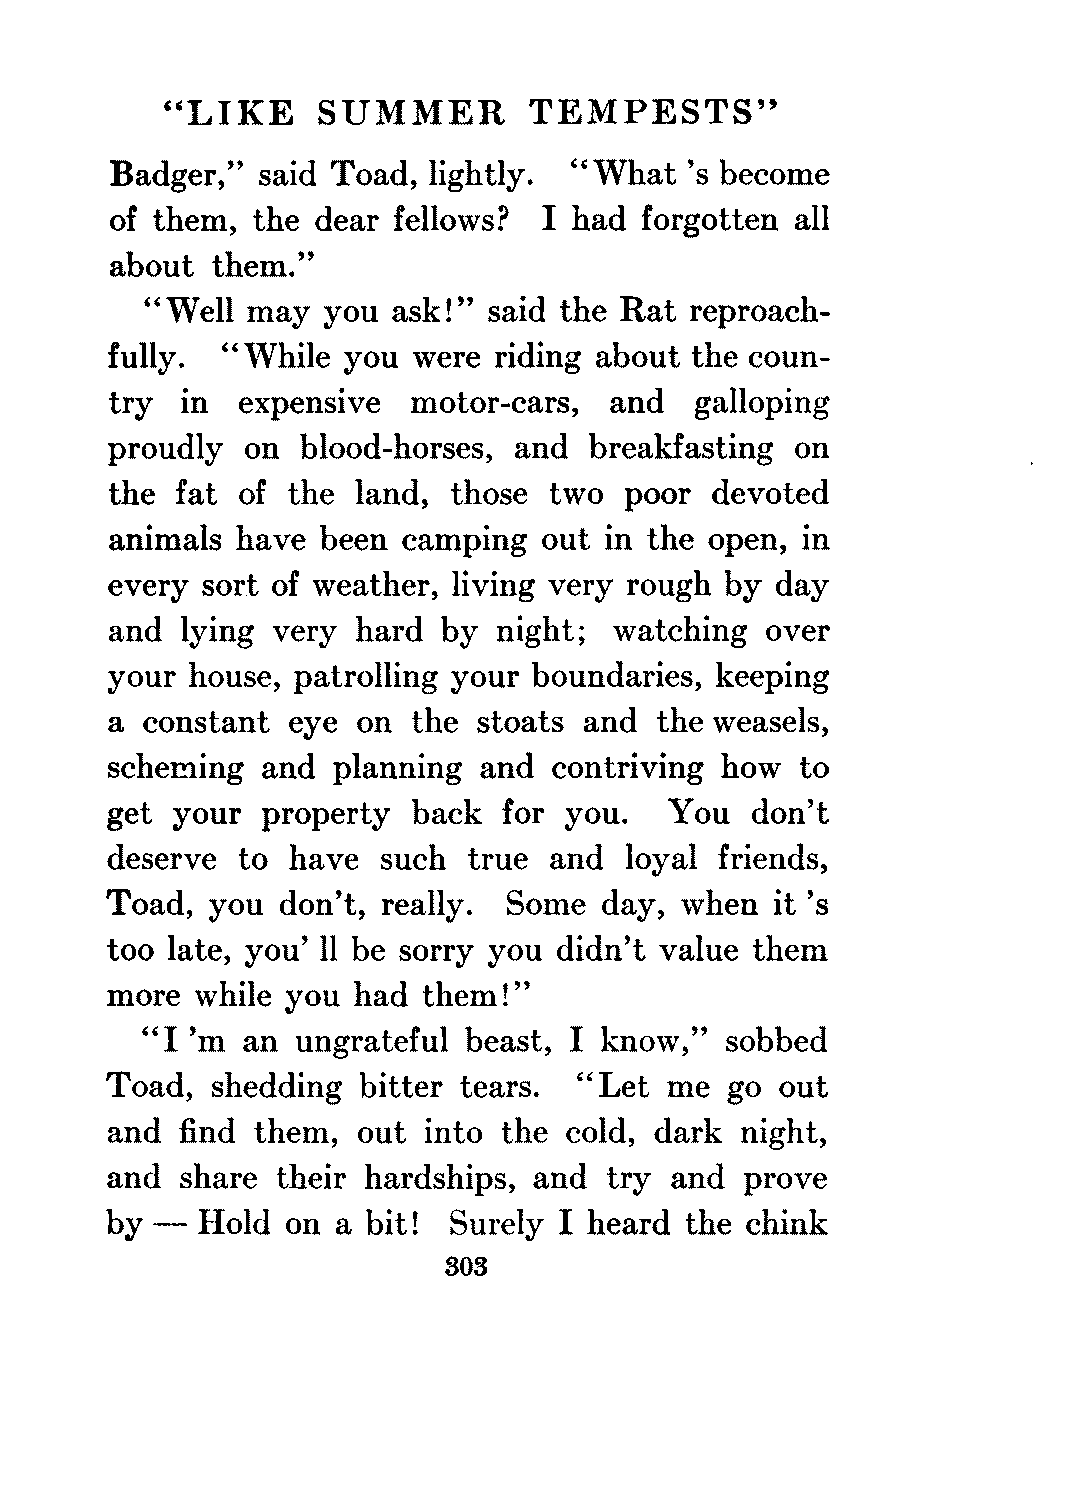 “LIKE SUMMER TEMPESTS”
Badger,” said Toad, lightly. “What 's become
of them, the dear fellows? I had forgotten all
about them.”
“Well may you ask!” said the Rat reproach-
fully. “While you were riding about the coun-
try in expensive motor-cars, and galloping
proudly on blood-horses, and breakfasting on
the fat of the land, those two poor devoted
animals have been camping out in the open, in
every sort of weather, living very rough by day
and lying very hard by night; watching over
your house, patrolling your boundaries, keeping
a constant eye on the stoats and the weasels,
scheming and planning and contriving how to
get your property back for you. You don't
deserve to have such true and loyal friends,
Toad, you don't, really. Some day, when it 's
too late, you' ll be sorry you didn't value them
more while you had them!”
“I 'm an ungrateful beast, I know,” sobbed
Toad, shedding bitter tears. “Let me go out
and find them, out into the cold, dark night,
and share their hardships, and try and prove
by — Hold on a bit! Surely I heard the chink
303